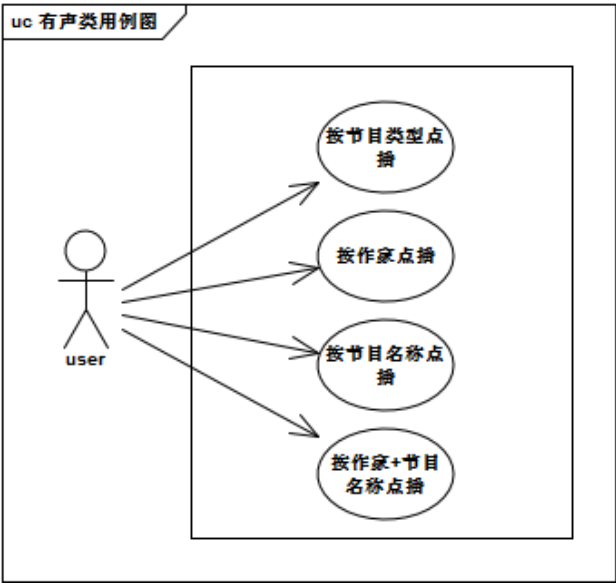 uc 有声类用例图
按节目类型点
播
按作家点播
user
按节目名称点
播
按作家+节目
名称点播